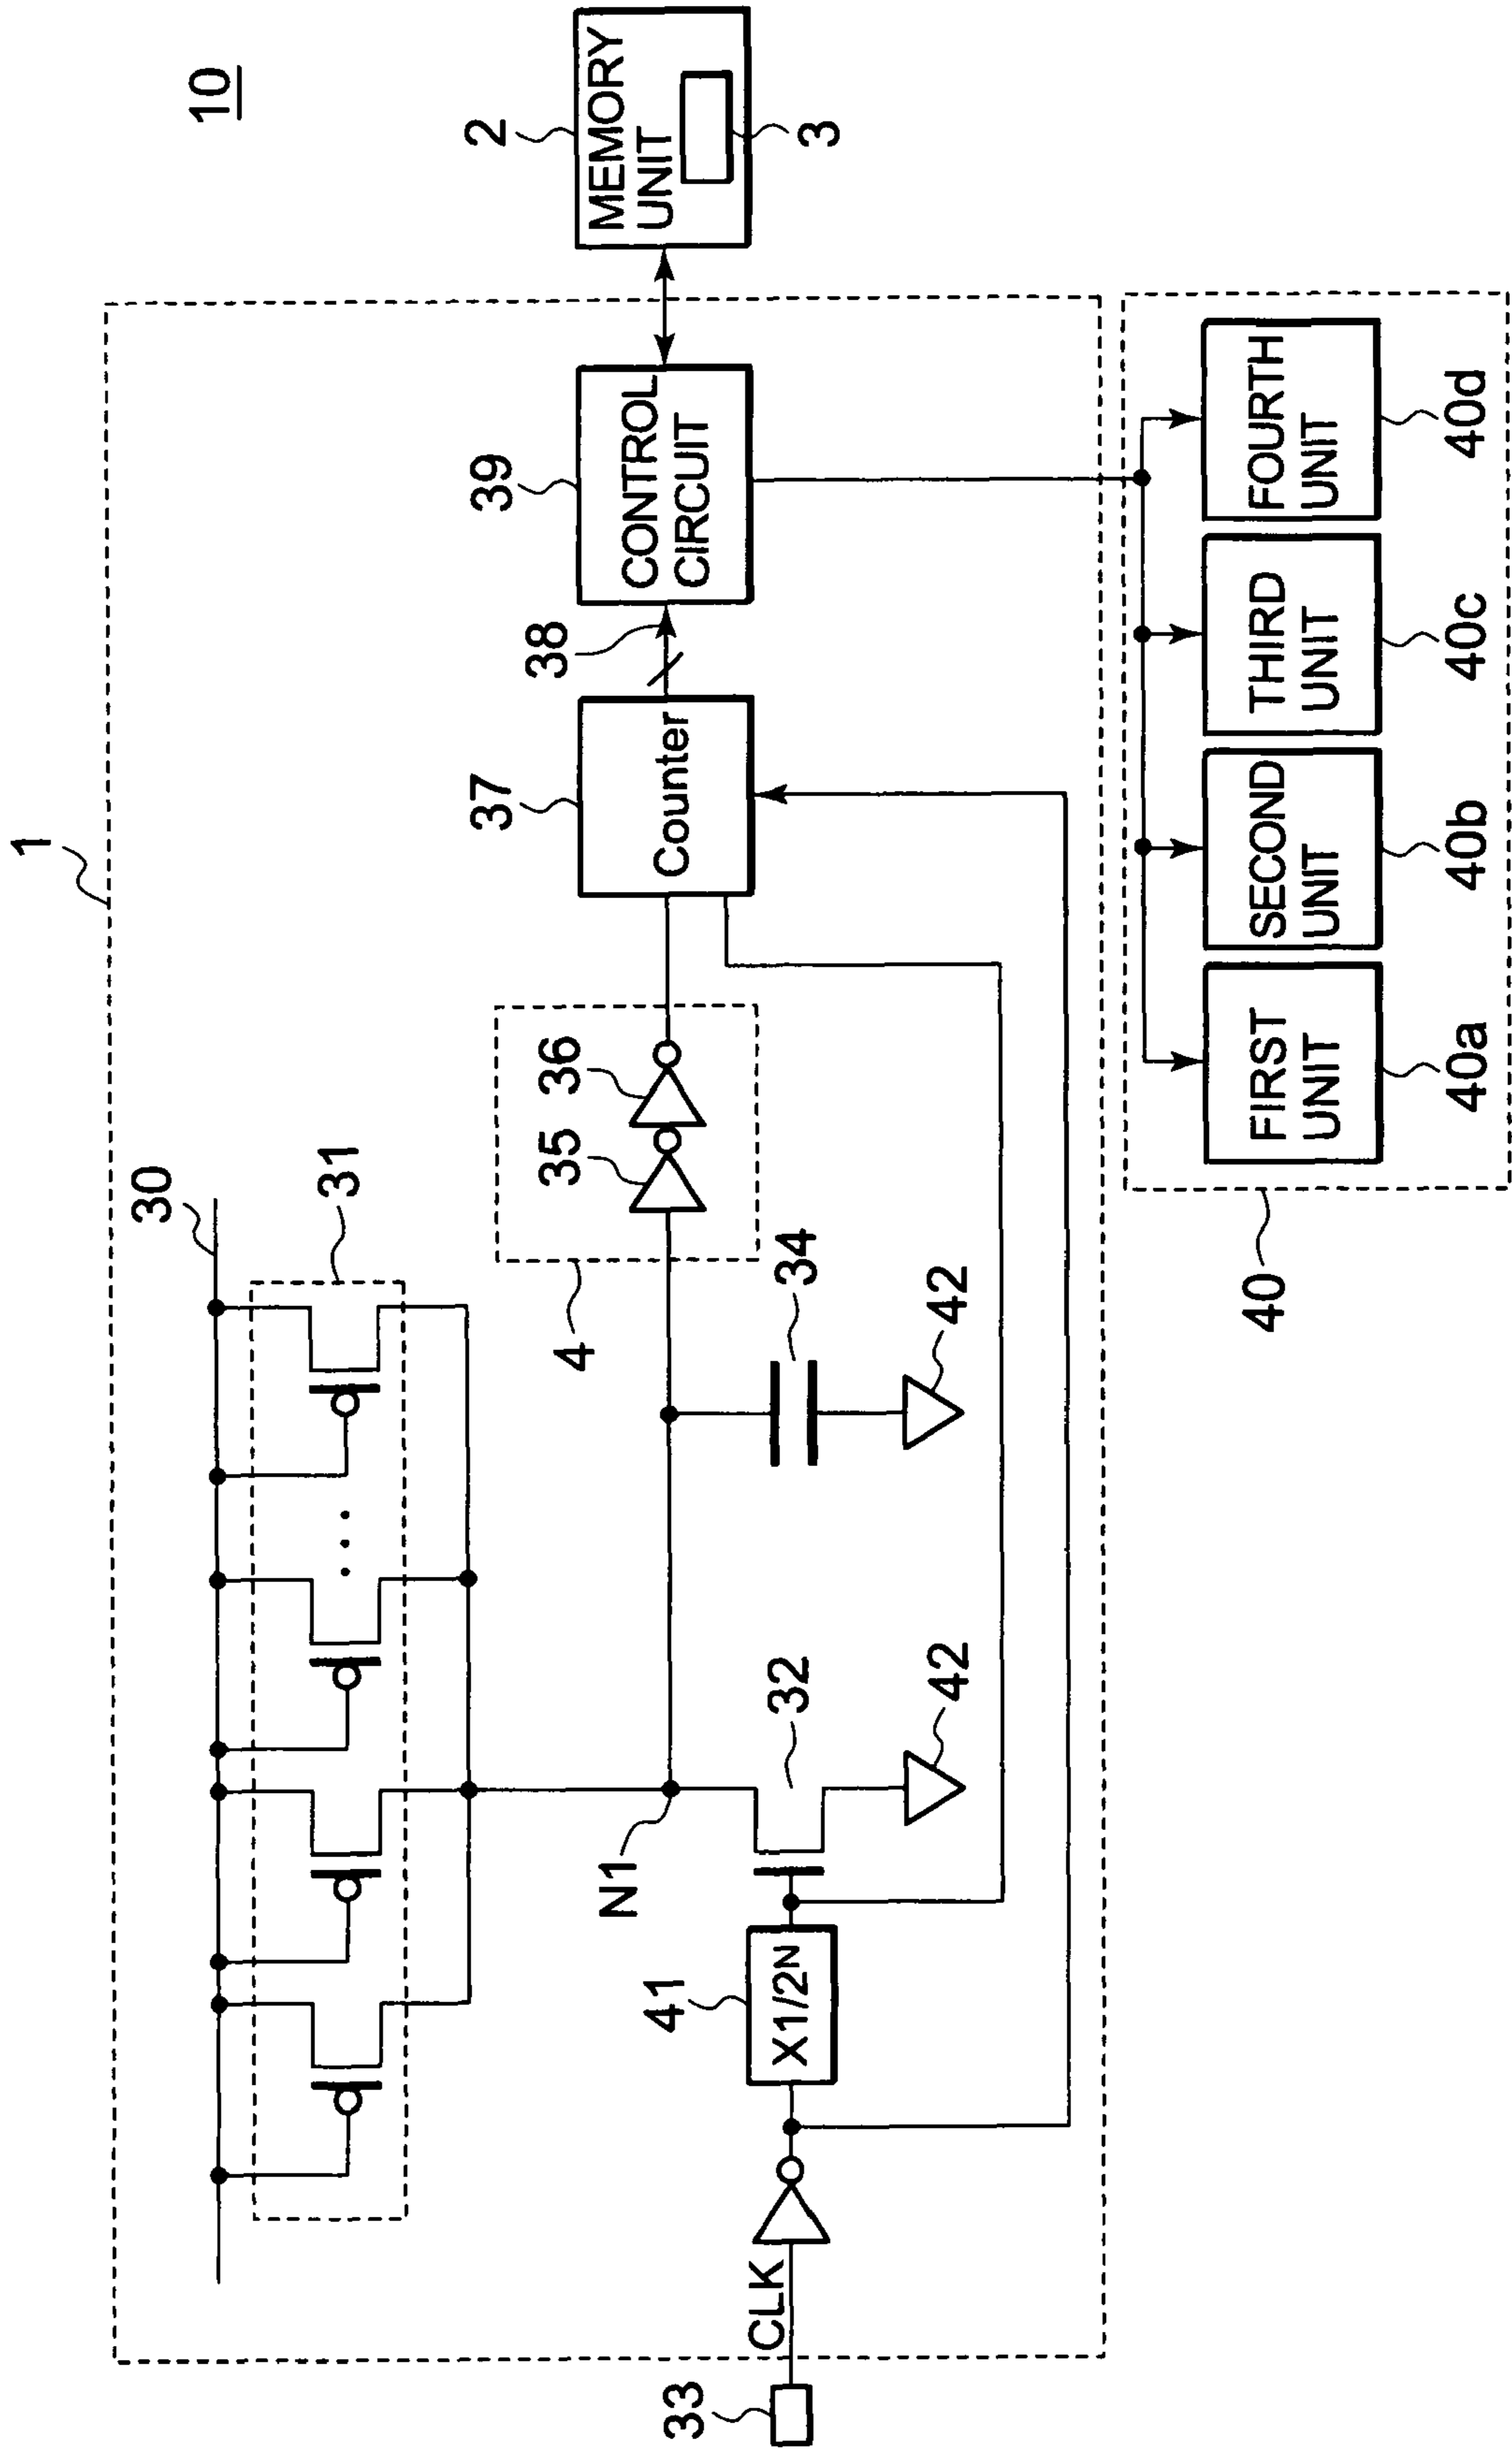 10
1
30
31
2
MEMORY
UNIT
3
39
CONTROL
CIRCUIT
38
37
Counter
36
35
4
34
42
N1
32
42
41
X1/2ᴺ
CLK
33
FIRST
UNIT
40a
SECOND
UNIT
40b
THIRD
UNIT
40c
FOURTH
UNIT
40d
40